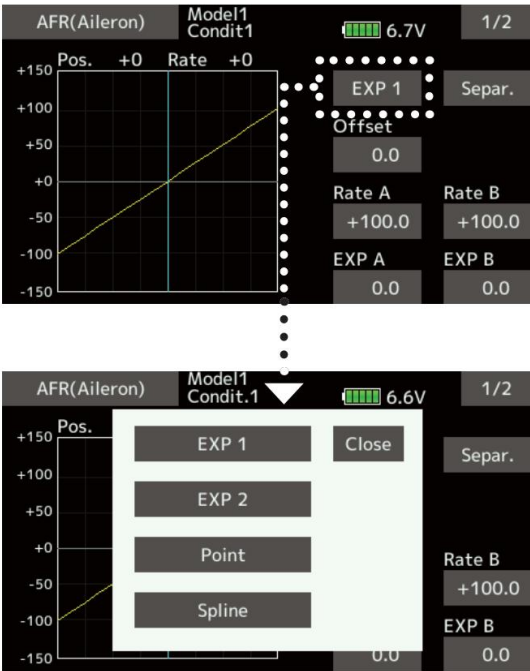 AFR(Aileron) Model1 Condit1 6.7V 1/2
Pos. +0 Rate +0
+150
+100
+50
+0
-50
-100
-150
EXP 1 Separ.
Offset
0.0
Rate A Rate B
+100.0 +100.0
EXP A EXP B
0.0 0.0
AFR(Aileron) Model1 Condit.1 6.6V 1/2
Pos.
+150
+100
+50
+0
-50
-100
-150
EXP 1 Close
EXP 2
Point
Spline
Separ.
Rate B
+100.0
EXP B
0.0 0.0